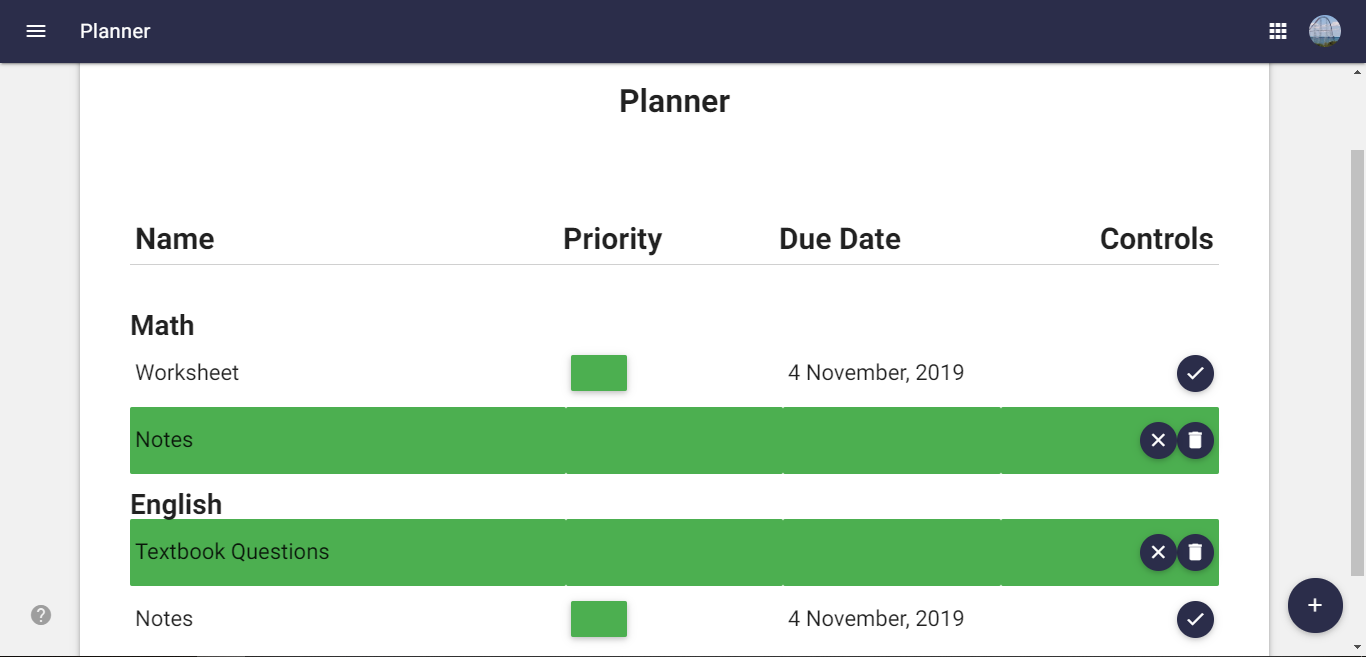 Planner
Planner
Name Priority Due Date Controls
Math
Worksheet 4 November, 2019
Notes
English
Textbook Questions
Notes 4 November, 2019